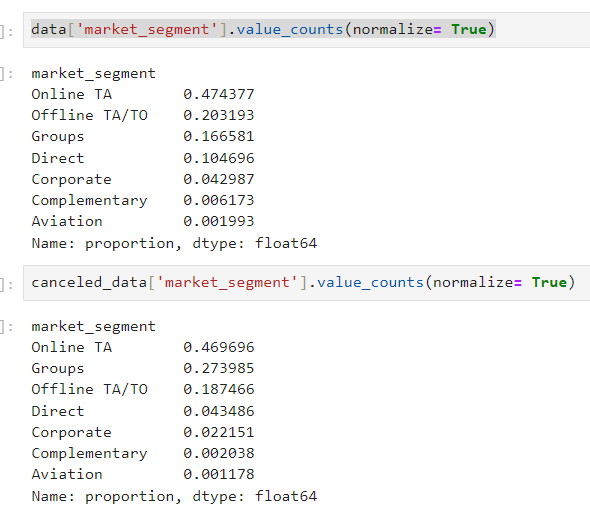 ]: data['market_segment'].value_counts(normalize= True)
]: market_segment
Online TA 0.474377
Offline TA/TO 0.203193
Groups 0.166581
Direct 0.104696
Corporate 0.042987
Complementary 0.006173
Aviation 0.001993
Name: proportion, dtype: float64
]: canceled_data['market_segment'].value_counts(normalize= True)
]: market_segment
Online TA 0.469696
Groups 0.273985
Offline TA/TO 0.187466
Direct 0.043486
Corporate 0.022151
Complementary 0.002038
Aviation 0.001178
Name: proportion, dtype: float64